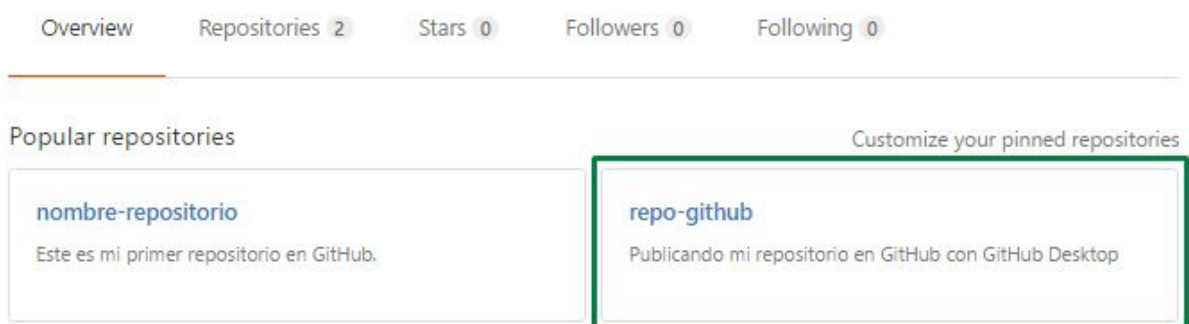 Overview Repositories 2 Stars 0 Followers 0 Following 0
Popular repositories Customize your pinned repositories
nombre-repositorio
Este es mi primer repositorio en GitHub.
repo-github
Publicando mi repositorio en GitHub con GitHub Desktop